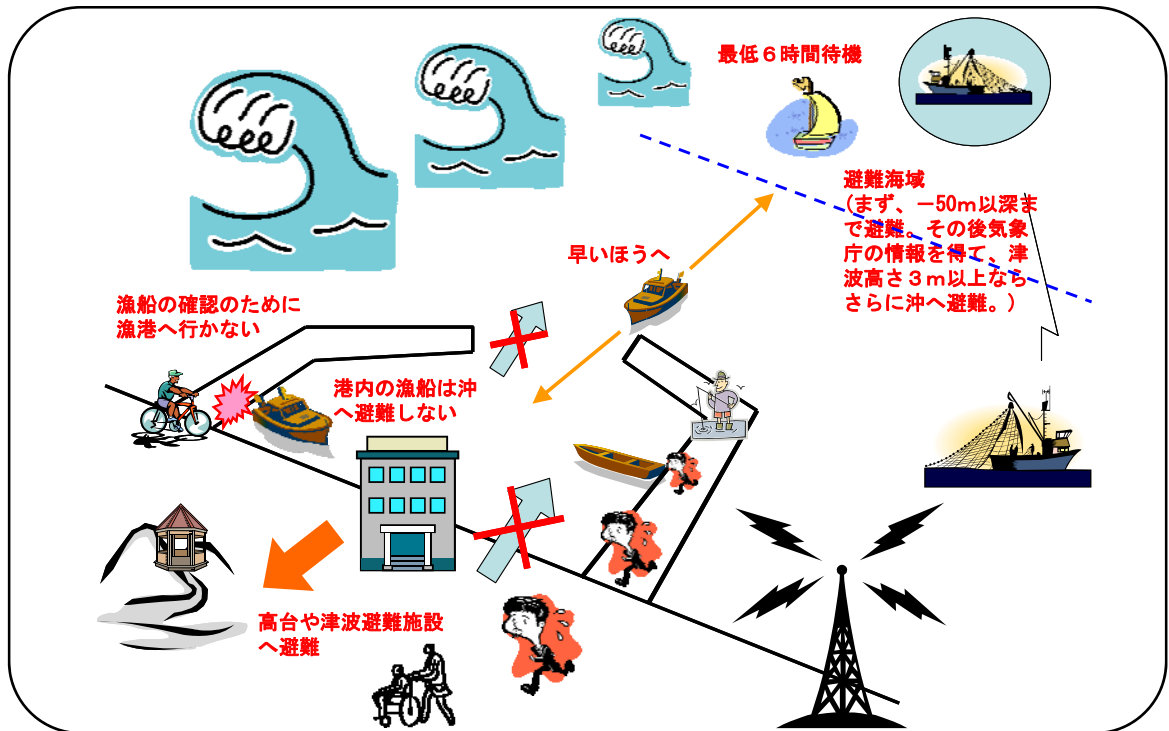 最低６時間待機
避難海域
(まず、－50ｍ以深ま
で避難。その後気象
庁の情報を得て、津
波高さ３ｍ以上なら
さらに沖へ避難。)
早いほうへ
漁船の確認のために
漁港へ行かない
港内の漁船は沖
へ避難しない
高台や津波避難施設
へ避難